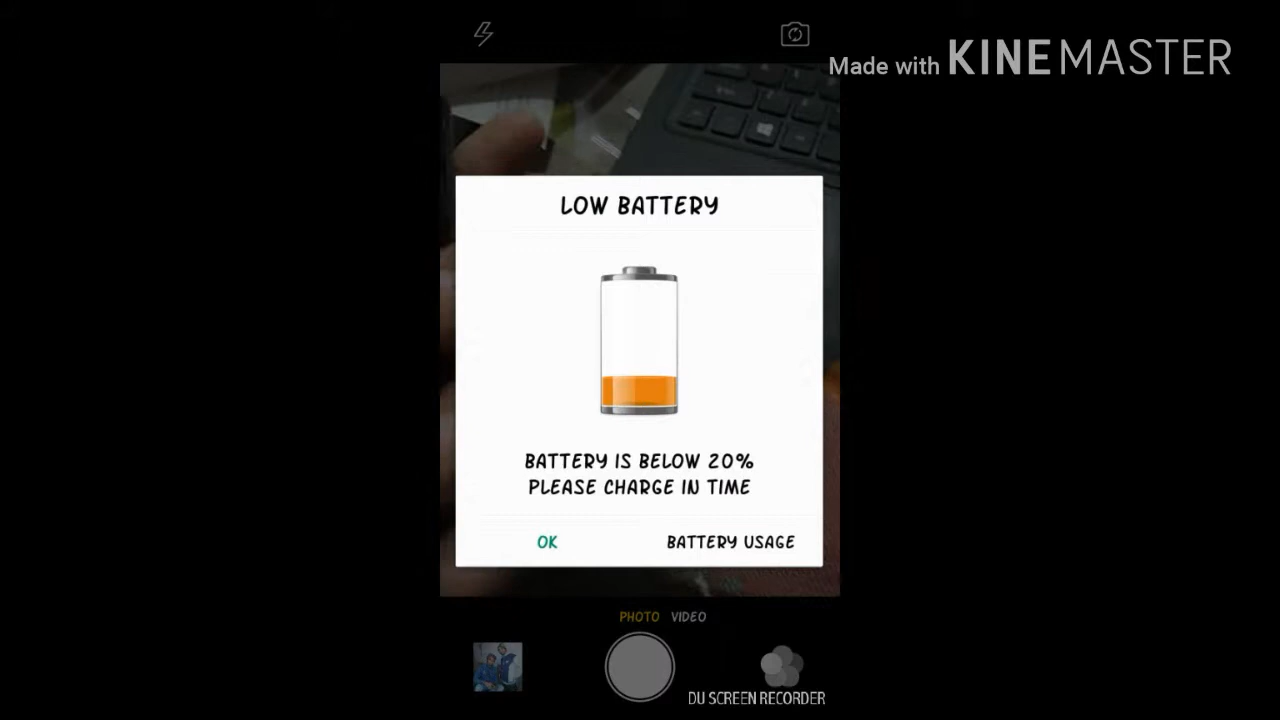 Made with KINEMASTER
LOW BATTERY
BATTERY IS BELOW 20%
PLEASE CHARGE IN TIME
OK BATTERY USAGE
PHOTO VIDEO
DU SCREEN RECORDER